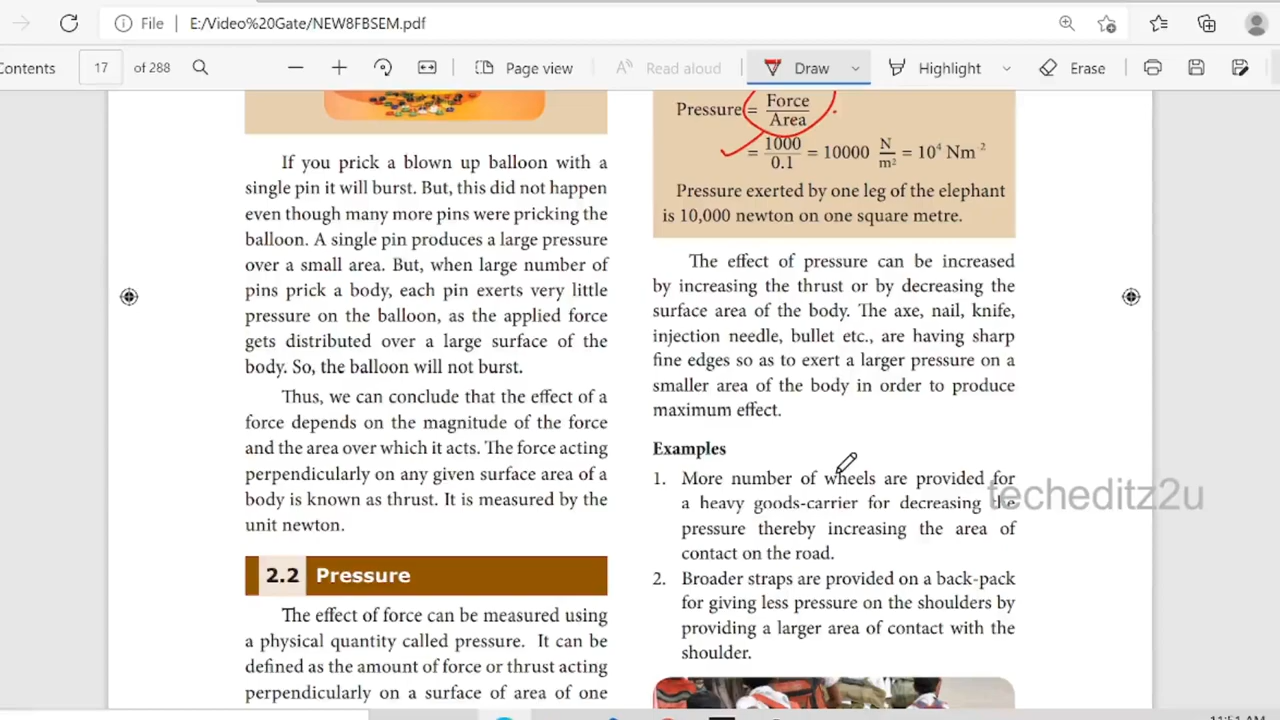 File
E:/Video%20Gate/NEW8FBSEM.pdf
ontents
17
of 288
Page view
Read aloud
Draw
Highlight
Erase
If you prick a blown up balloon with a
single pin it will burst. But, this did not happen
even though many more pins were pricking the
balloon. A single pin produces a large pressure
over a small area. But, when large number of
pins prick a body, each pin exerts very little
pressure on the balloon, as the applied force
gets distributed over a large surface of the
body. So, the balloon will not burst.
Thus, we can conclude that the effect of a
force depends on the magnitude of the force
and the area over which it acts. The force acting
perpendicularly on any given surface area of a
body is known as thrust. It is measured by the
unit newton.
2.2 Pressure
The effect of force can be measured using
a physical quantity called pressure. It can be
defined as the amount of force or thrust acting
perpendicularly on a surface of area of one
Pressure = Force
Area
= 1000 / 0.1 = 10000 N / m² = 10⁴ Nm⁻²
Pressure exerted by one leg of the elephant
is 10,000 newton on one square metre.
The effect of pressure can be increased
by increasing the thrust or by decreasing the
surface area of the body. The axe, nail, knife,
injection needle, bullet etc., are having sharp
fine edges so as to exert a larger pressure on a
smaller area of the body in order to produce
maximum effect.
Examples
1. More number of wheels are provided for
a heavy goods-carrier for decreasing the
pressure thereby increasing the area of
contact on the road.
2. Broader straps are provided on a back-pack
for giving less pressure on the shoulders by
providing a larger area of contact with the
shoulder.
techeditz2u